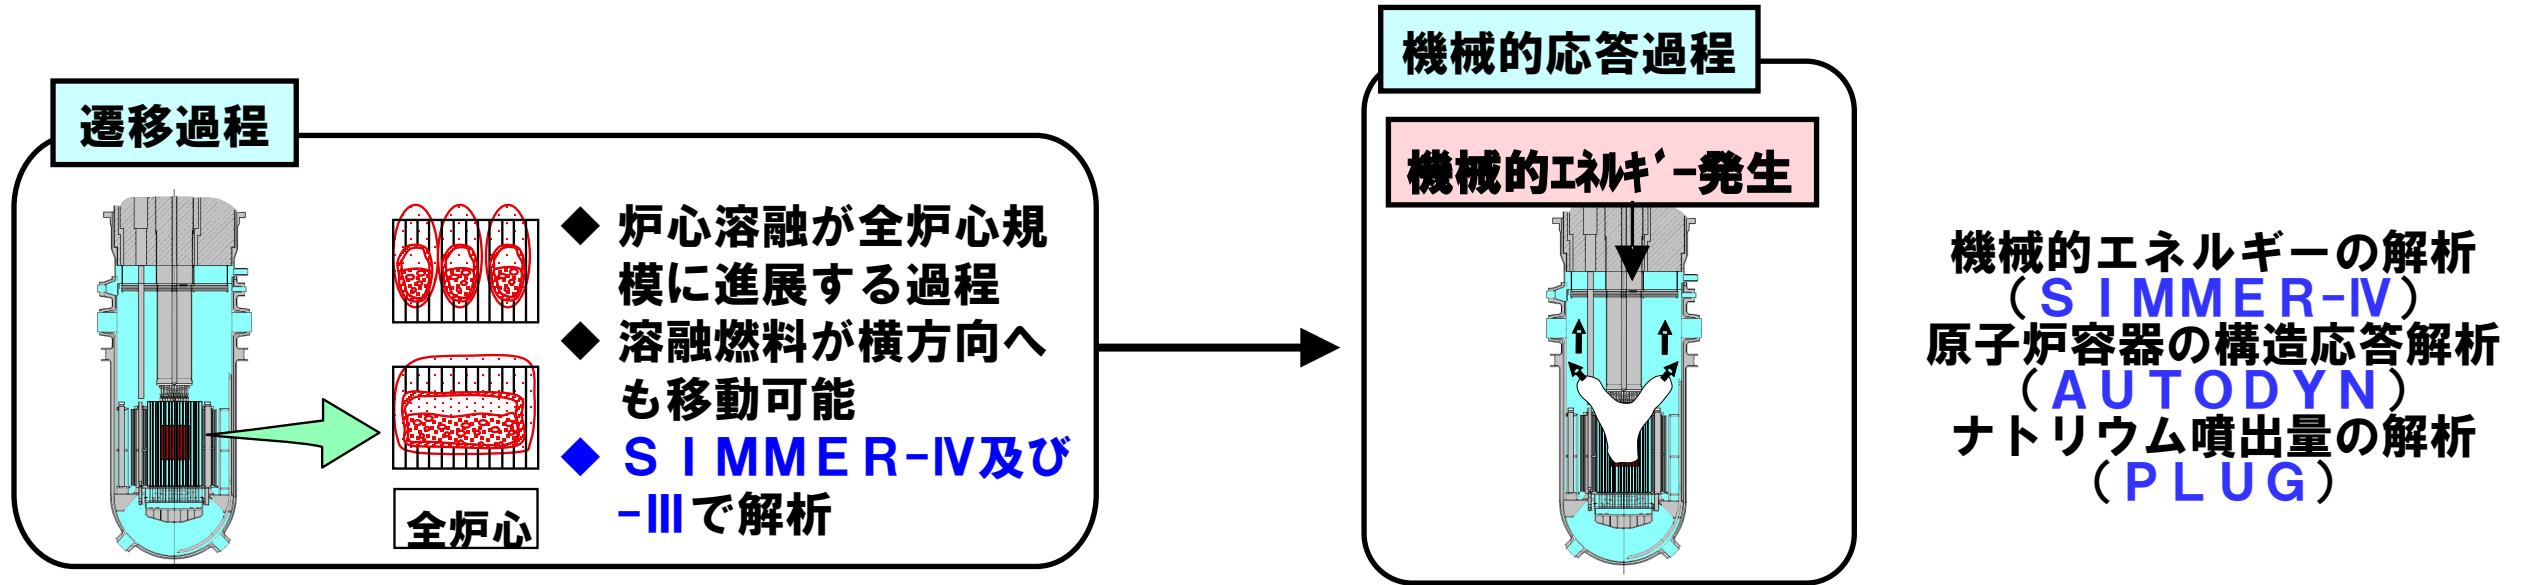 遷移過程
◆ 炉心溶融が全炉心規
模に進展する過程
◆ 溶融燃料が横方向へ
も移動可能
◆ ＳＩＭＭＥＲ-Ⅳ及び
-Ⅲで解析
全炉心
機械的応答過程
機械的ｴﾈﾙｷﾞｰ発生
機械的エネルギーの解析
（ＳＩＭＭＥＲ-Ⅳ）
原子炉容器の構造応答解析
（ＡＵＴＯＤＹＮ）
ナトリウム噴出量の解析
（ＰＬＵＧ）